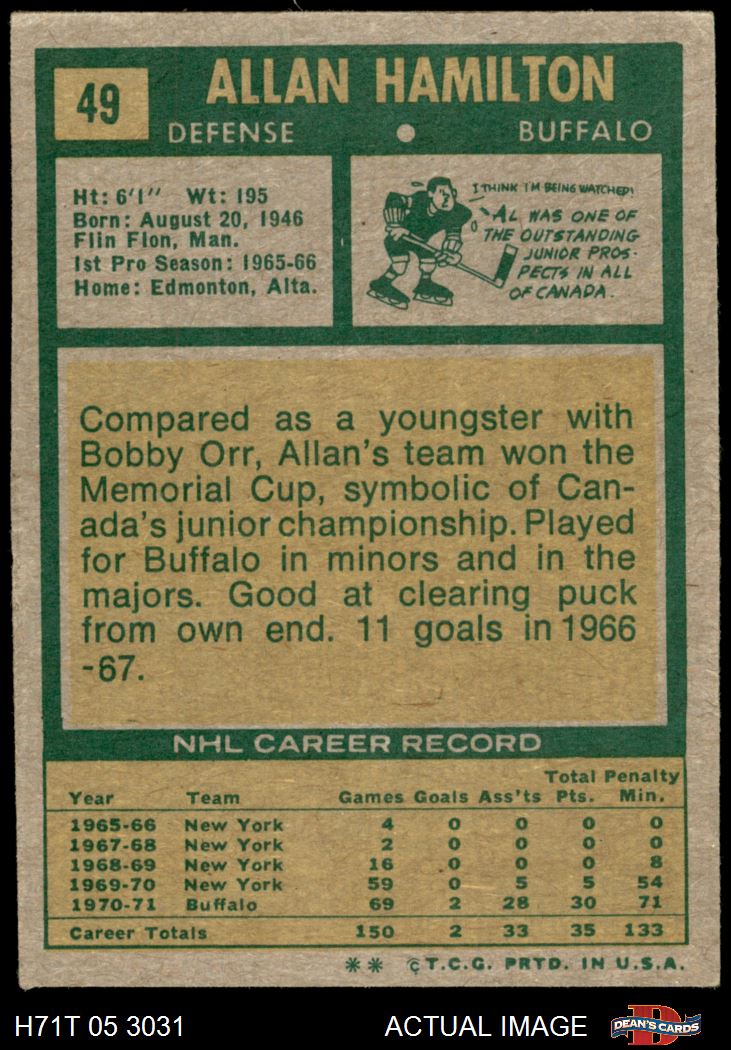 49
ALLAN HAMILTON
DEFENSE
BUFFALO
Ht: 6'1" Wt: 195
Born: August 20, 1946
Flin Flon, Man.
1st Pro Season: 1965-66
Home: Edmonton, Alta.
I THINK I'M BEING WATCHED!
AL WAS ONE OF
THE OUTSTANDING
JUNIOR PROS-
PECTS IN ALL
OF CANADA.
Compared as a youngster with
Bobby Orr, Allan's team won the
Memorial Cup, symbolic of Can-
ada's junior championship. Played
for Buffalo in minors and in the
majors. Good at clearing puck
from own end. 11 goals in 1966
-67.
NHL CAREER RECORD
Total Penalty
Year Team Games Goals Ass'ts Pts. Min.
1965-66 New York 4 0 0 0 0
1967-68 New York 2 0 0 0 0
1968-69 New York 16 0 0 0 8
1969-70 New York 59 0 5 5 54
1970-71 Buffalo 69 2 28 30 71
Career Totals 150 2 33 35 133
** © T.C.G. PRTD. IN U.S.A.
H71T 05 3031
ACTUAL IMAGE
DEAN'S CARDS